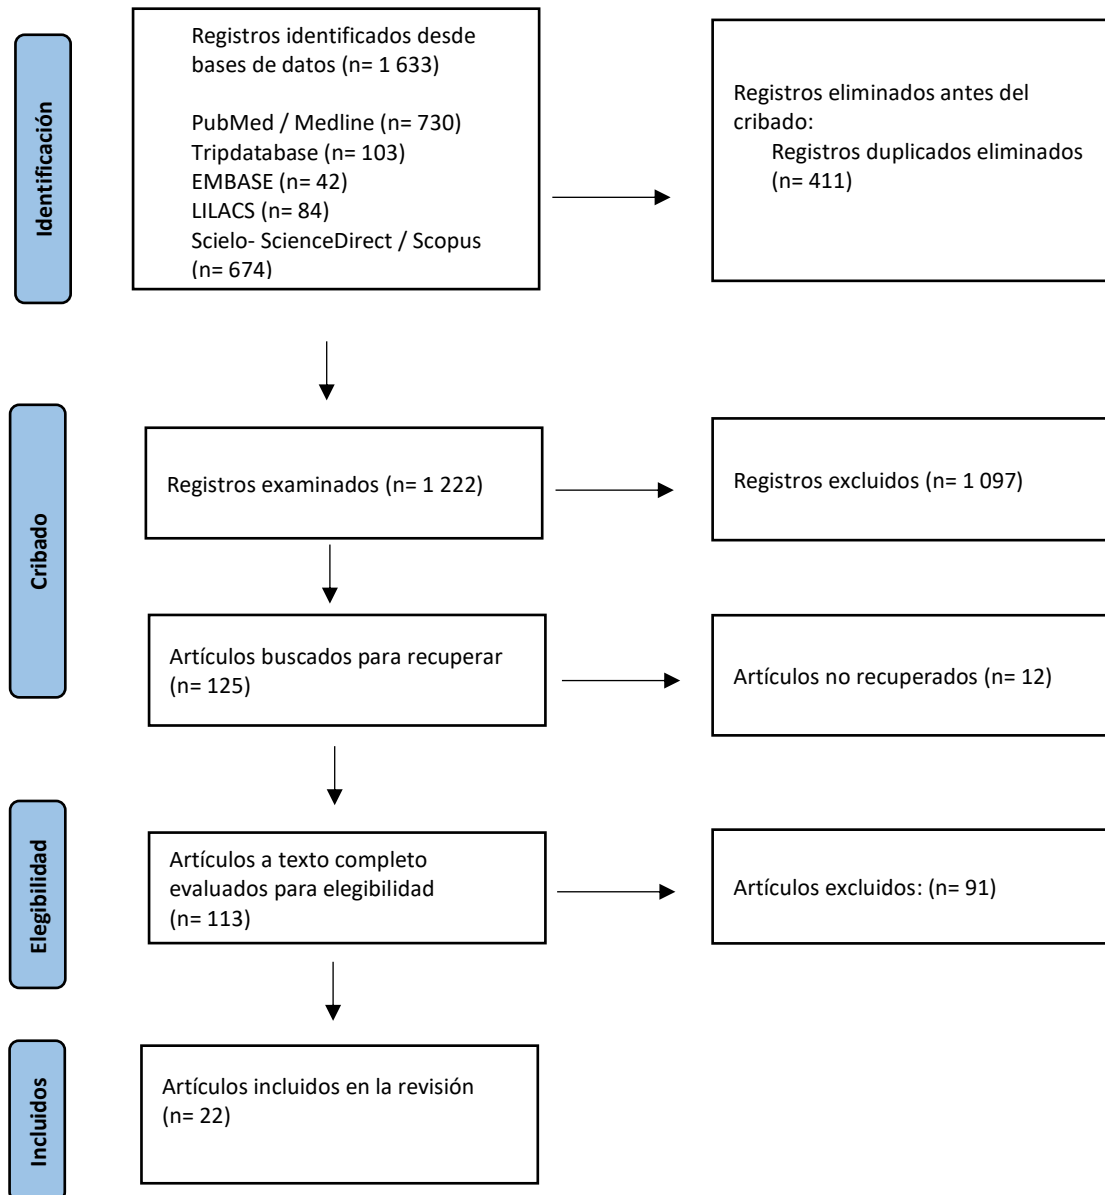 Identificación
Registros identificados desde
bases de datos (n= 1 633)
PubMed / Medline (n= 730)
Tripdatabase (n= 103)
EMBASE (n= 42)
LILACS (n= 84)
Scielo- ScienceDirect / Scopus
(n= 674)
Registros eliminados antes del
cribado:
Registros duplicados eliminados
(n= 411)
Cribado
Registros examinados (n= 1 222)
Registros excluidos (n= 1 097)
Artículos buscados para recuperar
(n= 125)
Artículos no recuperados (n= 12)
Elegibilidad
Artículos a texto completo
evaluados para elegibilidad
(n= 113)
Artículos excluidos: (n= 91)
Incluidos
Artículos incluidos en la revisión
(n= 22)